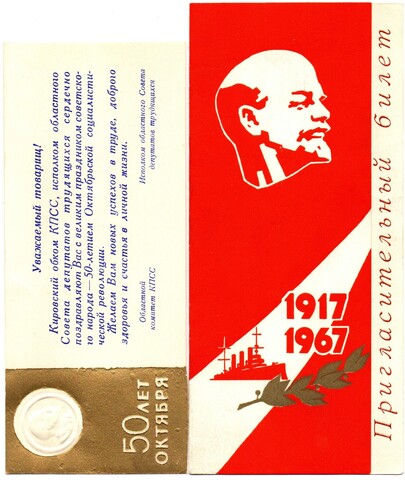 Уважаемый товарищ!
Кировский обком КПСС, исполком областного
Совета депутатов трудящихся сердечно
поздравляют Вас с великим праздником советско-
го народа—50-летием Октябрьской социалисти-
ческой революции.
Желаем Вам новых успехов в труде, доброго
здоровья и счастья в личной жизни.
Областной
комитет КПСС
Исполком областного Совета
депутатов трудящихся
50 ЛЕТ
ОКТЯБРЯ
1917
1967
Пригласительный билет